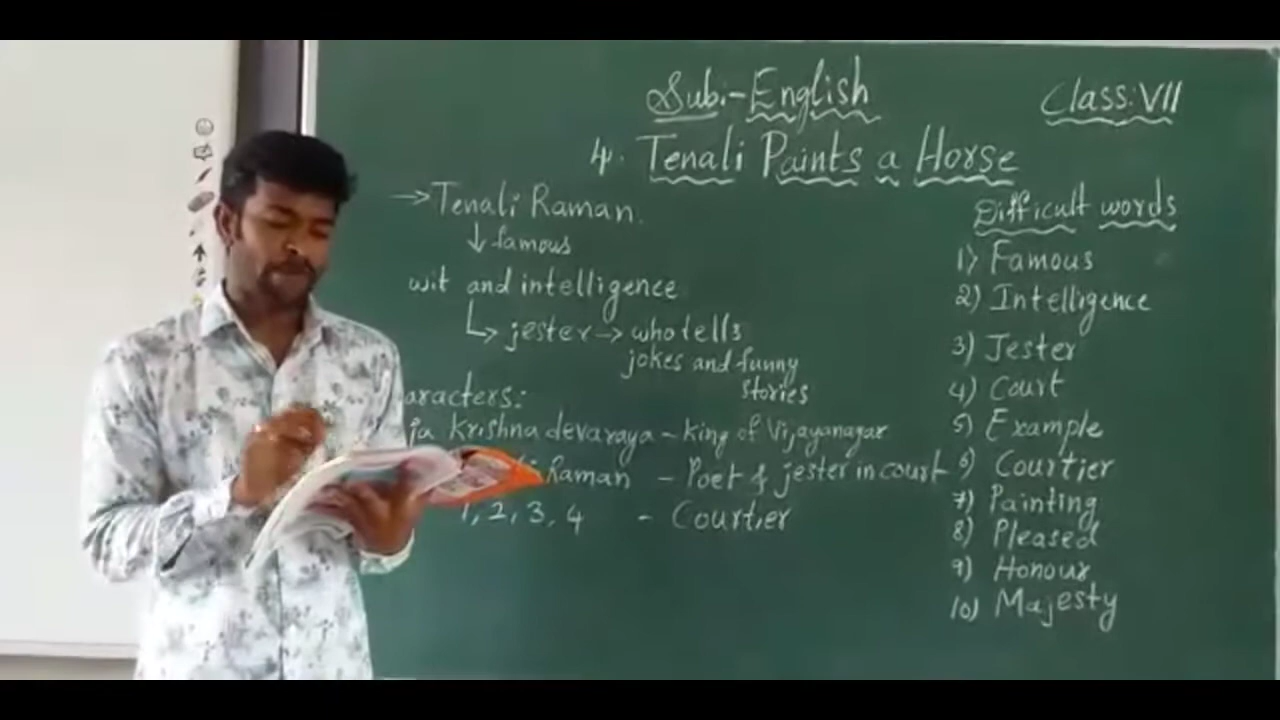 Sub:- English
Class: VII
4. Tenali Paints a Horse
→ Tenali Raman.
↓ famous
wit and intelligence
↳ jester → who tells
jokes and funny
stories
aracters:
ja Krishna devaraya - King of Vijayanagar
i Raman - Poet & jester in court
1, 2, 3, 4 - Courtier
Difficult words
1) Famous
2) Intelligence
3) Jester
4) Court
5) Example
6) Courtier
7) Painting
8) Pleased
9) Honour
10) Majesty